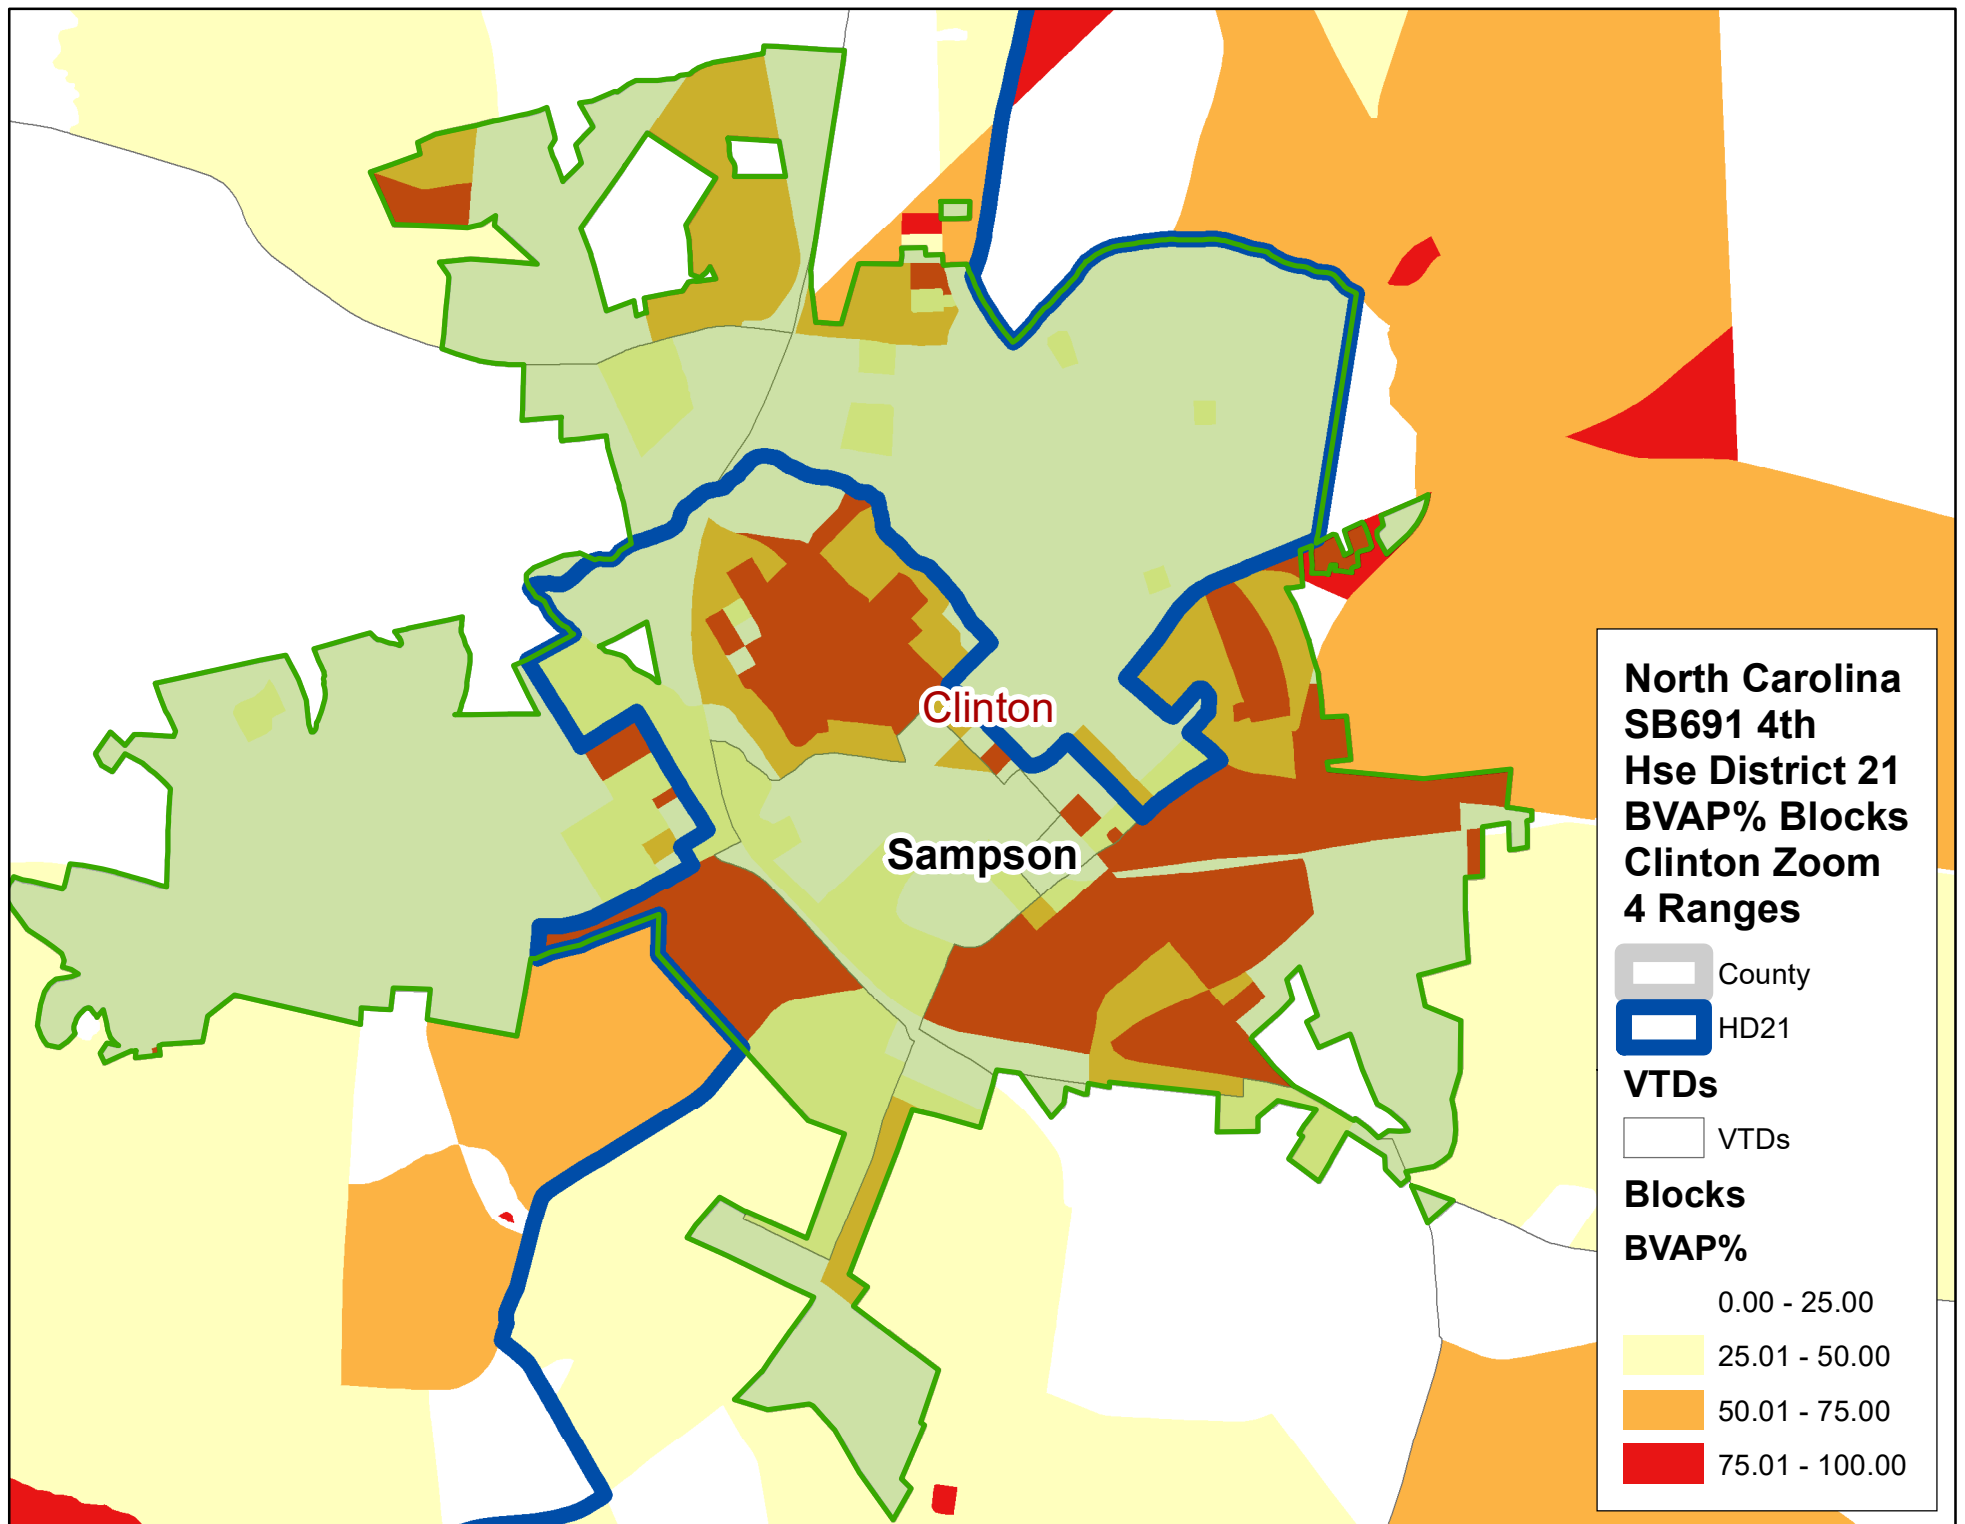 Clinton
Sampson
North Carolina
SB691 4th
Hse District 21
BVAP% Blocks
Clinton Zoom
4 Ranges
County
HD21
VTDs
VTDs
Blocks
BVAP%
0.00 - 25.00
25.01 - 50.00
50.01 - 75.00
75.01 - 100.00